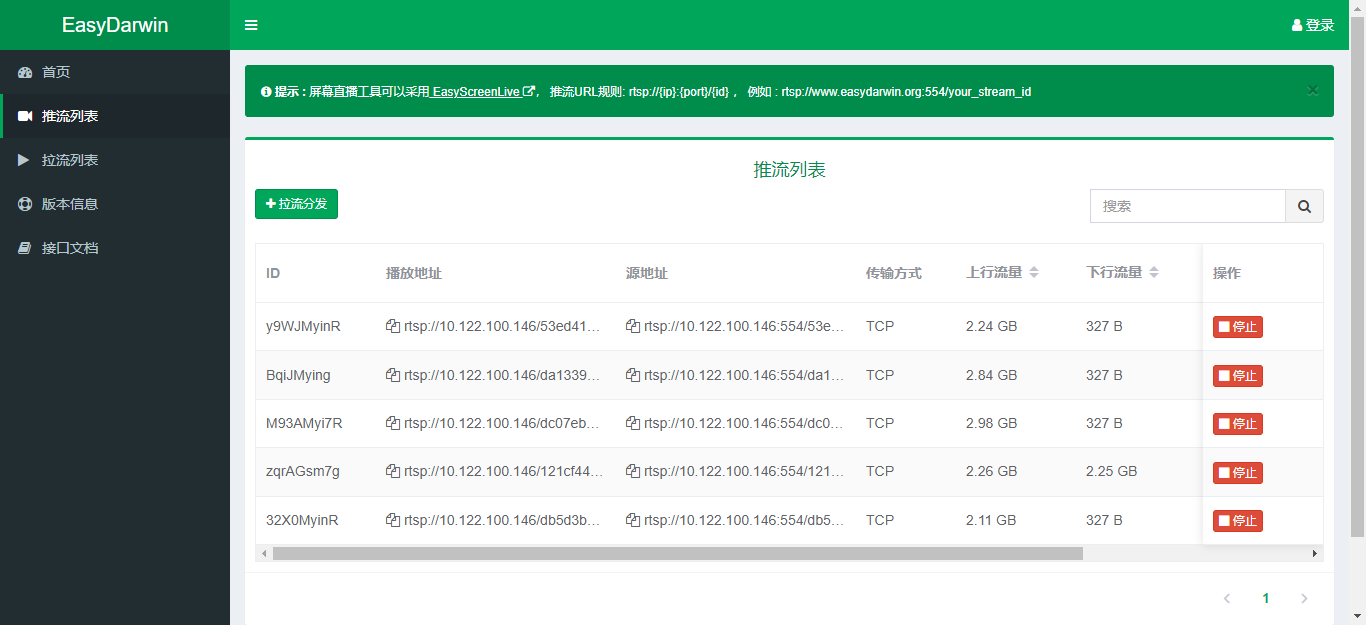 EasyDarwin
登录
首页
推流列表
拉流列表
版本信息
接口文档
提示 : 屏幕直播工具可以采用 EasyScreenLive ， 推流URL规则: rtsp://{ip}:{port}/{id} ， 例如 : rtsp://www.easydarwin.org:554/your_stream_id ×
推流列表
拉流分发
搜索
ID 播放地址 源地址 传输方式 上行流量 下行流量 操作
y9WJMyinR rtsp://10.122.100.146/53ed41... rtsp://10.122.100.146:554/53e... TCP 2.24 GB 327 B 停止
BqiJMying rtsp://10.122.100.146/da1339... rtsp://10.122.100.146:554/da1... TCP 2.84 GB 327 B 停止
M93AMyi7R rtsp://10.122.100.146/dc07eb... rtsp://10.122.100.146:554/dc0... TCP 2.98 GB 327 B 停止
zqrAGsm7g rtsp://10.122.100.146/121cf44... rtsp://10.122.100.146:554/121... TCP 2.26 GB 2.25 GB 停止
32X0MyinR rtsp://10.122.100.146/db5d3b... rtsp://10.122.100.146:554/db5... TCP 2.11 GB 327 B 停止
1